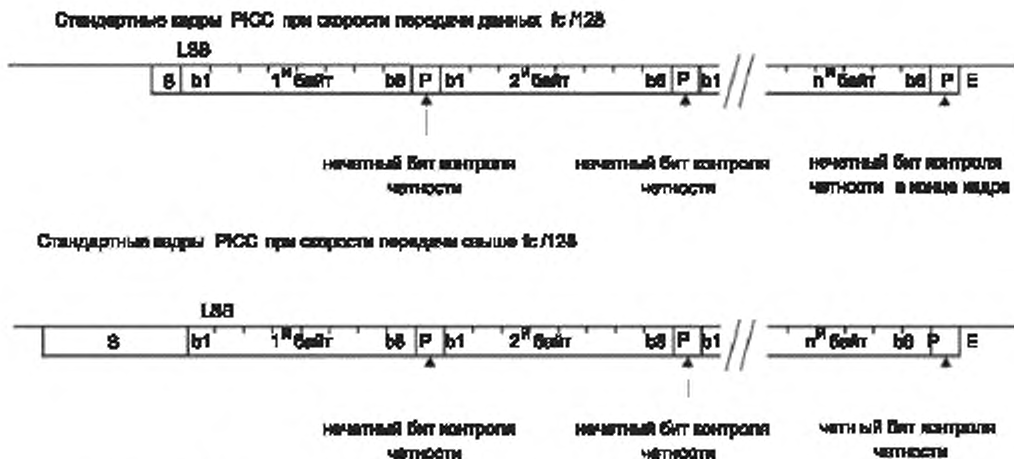 Стандартные кадры PICC при скорости передачи данных fc /128
LSB
S b1 1й байт b8 P b1 2й байт b8 P b1 nй байт b8 P E
нечетный бит контроля четности
нечетный бит контроля четности
нечетный бит контроля четности в конце кадра
Стандартные кадры PICC при скорости передачи свыше fc /128
LSB
S b1 1й байт b8 P b1 2й байт b8 P b1 nй байт b8 P E
нечетный бит контроля четности
нечетный бит контроля четности
четный бит контроля четности